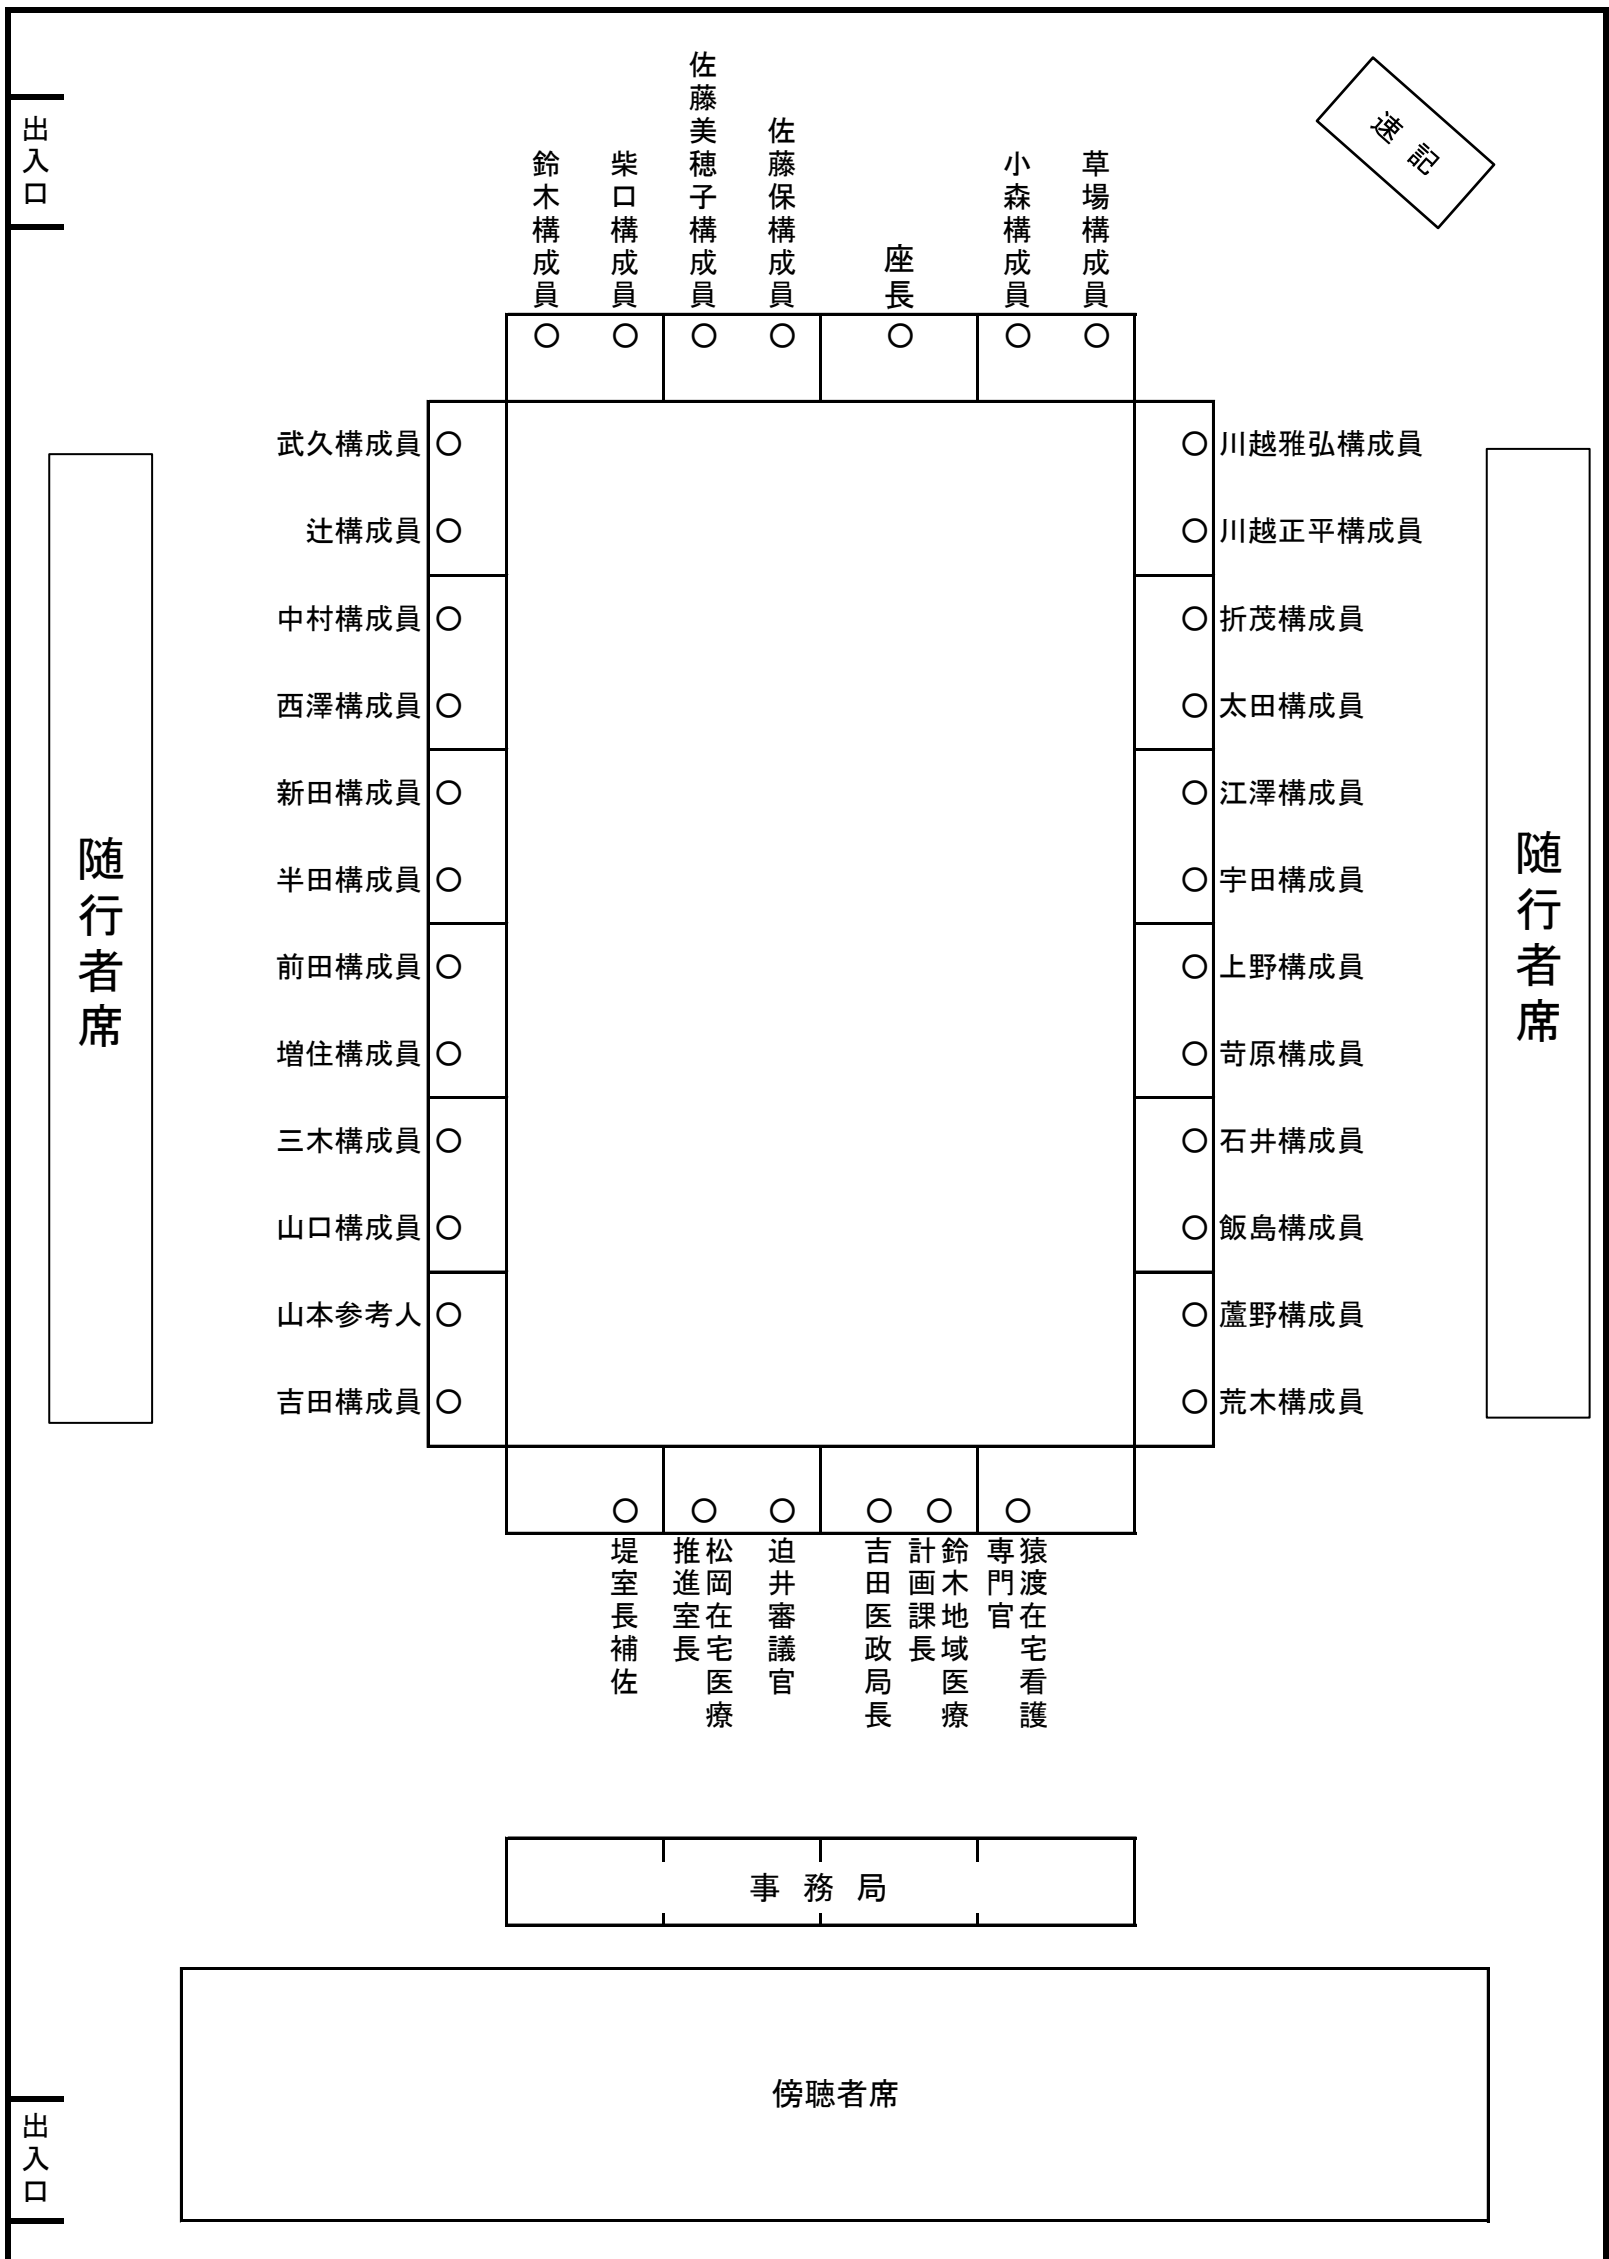 出入口
鈴木構成員
柴口構成員
佐藤美穂子構成員
佐藤保構成員
座長
小森構成員
草場構成員
速記
武久構成員
辻構成員
中村構成員
西澤構成員
新田構成員
半田構成員
前田構成員
増住構成員
三木構成員
山口構成員
山本参考人
吉田構成員
川越雅弘構成員
川越正平構成員
折茂構成員
太田構成員
江澤構成員
宇田構成員
上野構成員
苛原構成員
石井構成員
飯島構成員
蘆野構成員
荒木構成員
随行者席
随行者席
堤室長補佐
松岡在宅医療
推進室長
迫井審議官
吉田医政局長
鈴木地域医療
計画課長
猿渡在宅看護
専門官
事務局
傍聴者席
出入口